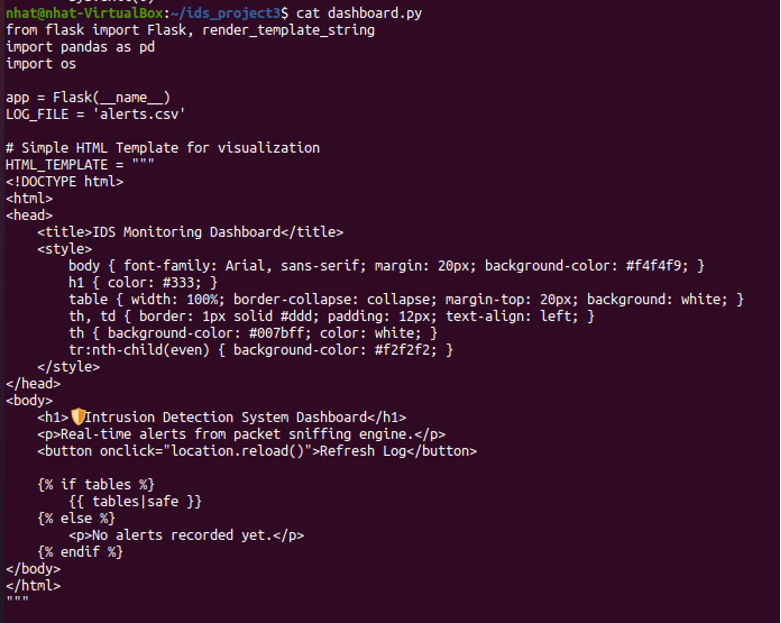 nhat@nhat-VirtualBox:~/ids_project3$ cat dashboard.py
from flask import Flask, render_template_string
import pandas as pd
import os

app = Flask(__name__)
LOG_FILE = 'alerts.csv'

# Simple HTML Template for visualization
HTML_TEMPLATE = """
<!DOCTYPE html>
<html>
<head>
    <title>IDS Monitoring Dashboard</title>
    <style>
        body { font-family: Arial, sans-serif; margin: 20px; background-color: #f4f4f9; }
        h1 { color: #333; }
        table { width: 100%; border-collapse: collapse; margin-top: 20px; background: white; }
        th, td { border: 1px solid #ddd; padding: 12px; text-align: left; }
        th { background-color: #007bff; color: white; }
        tr:nth-child(even) { background-color: #f2f2f2; }
    </style>
</head>
<body>
    <h1>🛡️Intrusion Detection System Dashboard</h1>
    <p>Real-time alerts from packet sniffing engine.</p>
    <button onclick="location.reload()">Refresh Log</button>

    {% if tables %}
        {{ tables|safe }}
    {% else %}
        <p>No alerts recorded yet.</p>
    {% endif %}
</body>
</html>
"""